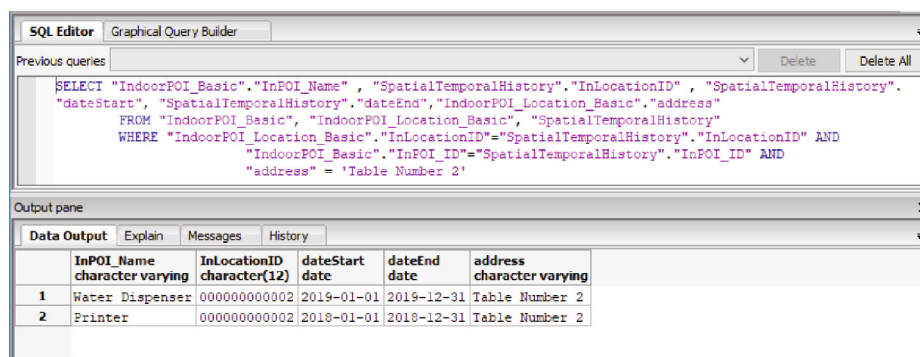 SQL Editor Graphical Query Builder
Previous queries Delete Delete All
SELECT "IndoorPOI_Basic"."InPOI_Name" , "SpatialTemporalHistory"."InLocationID" , "SpatialTemporalHistory".
"dateStart", "SpatialTemporalHistory"."dateEnd","IndoorPOI_Location_Basic"."address"
FROM "IndoorPOI_Basic", "IndoorPOI_Location_Basic", "SpatialTemporalHistory"
WHERE "IndoorPOI_Location_Basic"."InLocationID"="SpatialTemporalHistory"."InLocationID" AND
"IndoorPOI_Basic"."InPOI_ID"="SpatialTemporalHistory"."InPOI_ID" AND
"address" = 'Table Number 2'
Output pane
Data Output Explain Messages History
InPOI_Name InLocationID dateStart dateEnd address
character varying character(12) date date character varying
1 Water Dispenser 000000000002 2019-01-01 2019-12-31 Table Number 2
2 Printer 000000000002 2018-01-01 2018-12-31 Table Number 2